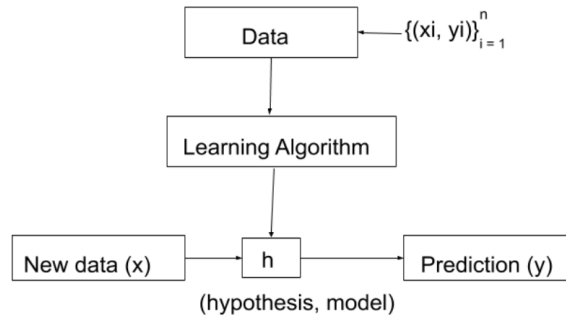 Data
{(xi, yi)}
n
i = 1
Learning Algorithm
New data (x)
h
Prediction (y)
(hypothesis, model)